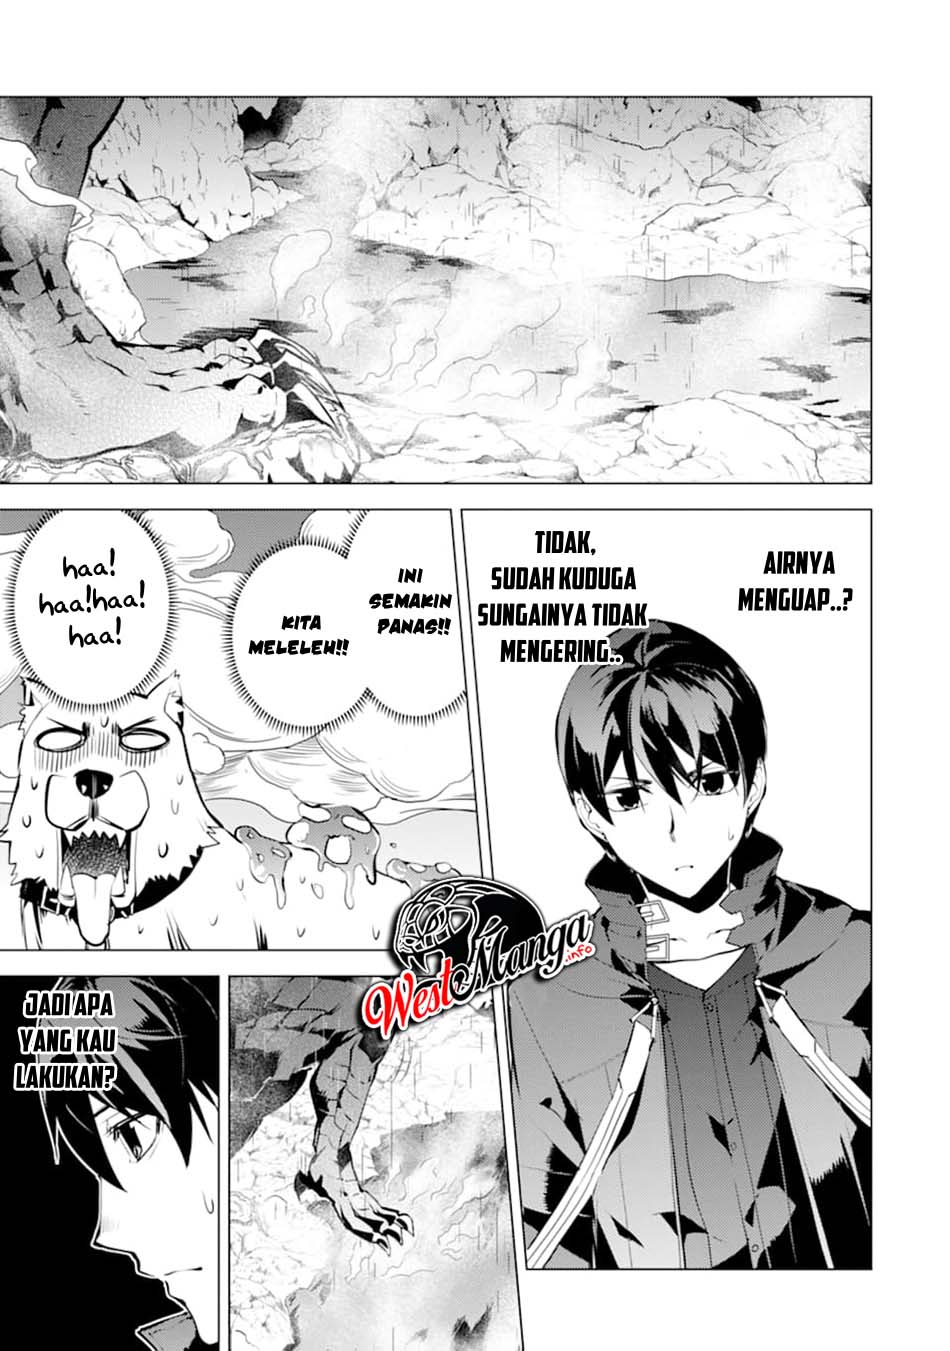 AIRNYA
MENGUAP..?
TIDAK,
SUDAH KUDUGA
SUNGAINYA TIDAK
MENGERING..
INI
SEMAKIN
PANAS!!
KITA
MELELEH!!
haa!
haa!haa!
haa!
WestManga
.info
JADI APA
YANG KAU
LAKUKAN?